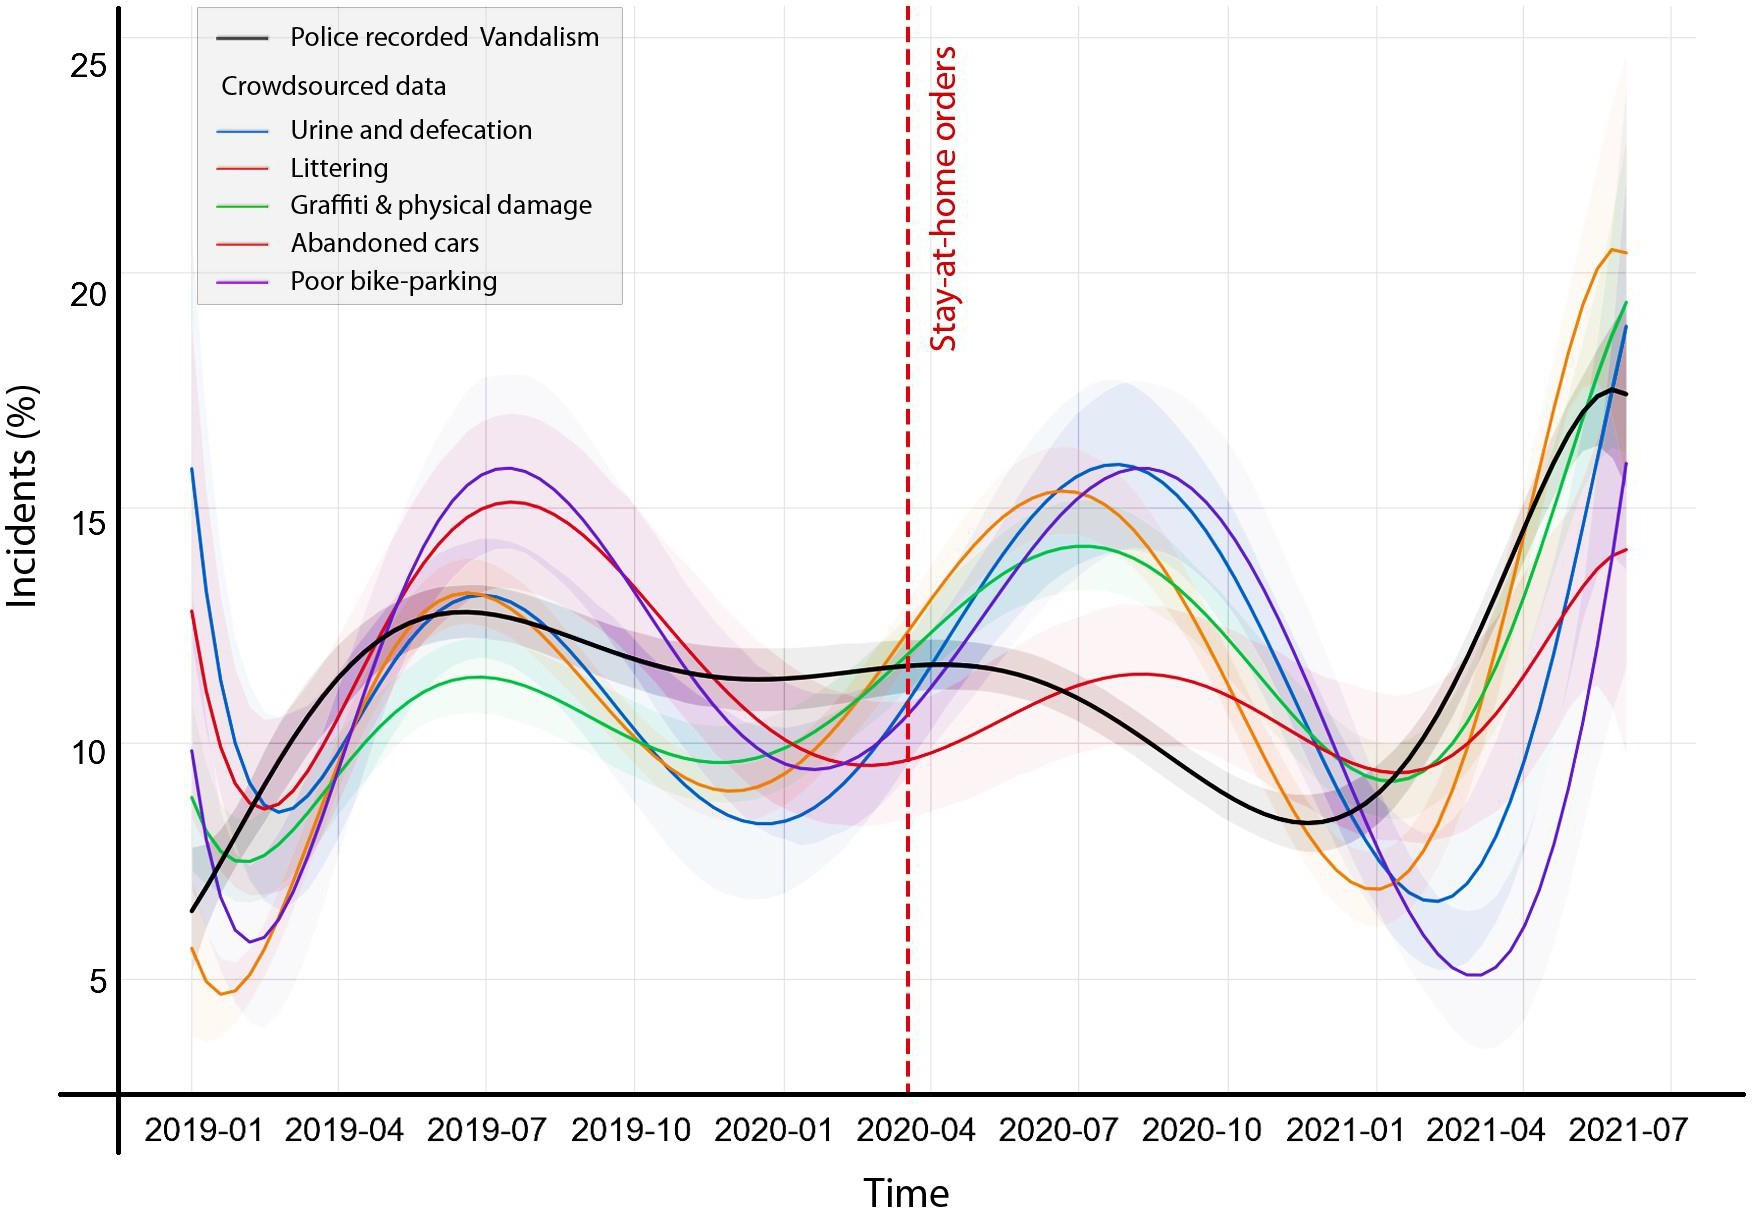 Police recorded Vandalism
Crowdsourced data
Urine and defecation
Littering
Graffiti & physical damage
Abandoned cars
Poor bike-parking
Stay-at-home orders
Incidents (%)
25
20
15
10
5
2019-01 2019-04 2019-07 2019-10 2020-01 2020-04 2020-07 2020-10 2021-01 2021-04 2021-07
Time